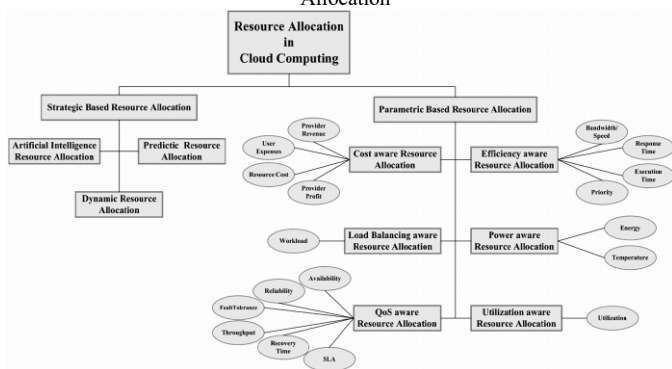 Allocation
Resource Allocation
in
Cloud Computing
Strategic Based Resource Allocation
Parametric Based Resource Allocation
Artificial Intelligence
Resource Allocation
Predictic Resource
Allocation
Dynamic Resource
Allocation
Provider
Revenue
User
Expenses
Resource Cost
Provider
Profit
Cost aware Resource
Allocation
Efficiency aware
Resource Allocation
Bandwidth/
Speed
Response
Time
Execution
Time
Priority
Workload
Load Balancing aware
Resource Allocation
Power aware
Resource Allocation
Energy
Temperature
Availability
Reliability
FaultTolerance
Throughput
Recovery
Time
SLA
QoS aware
Resource Allocation
Utilization aware
Resource Allocation
Utilization